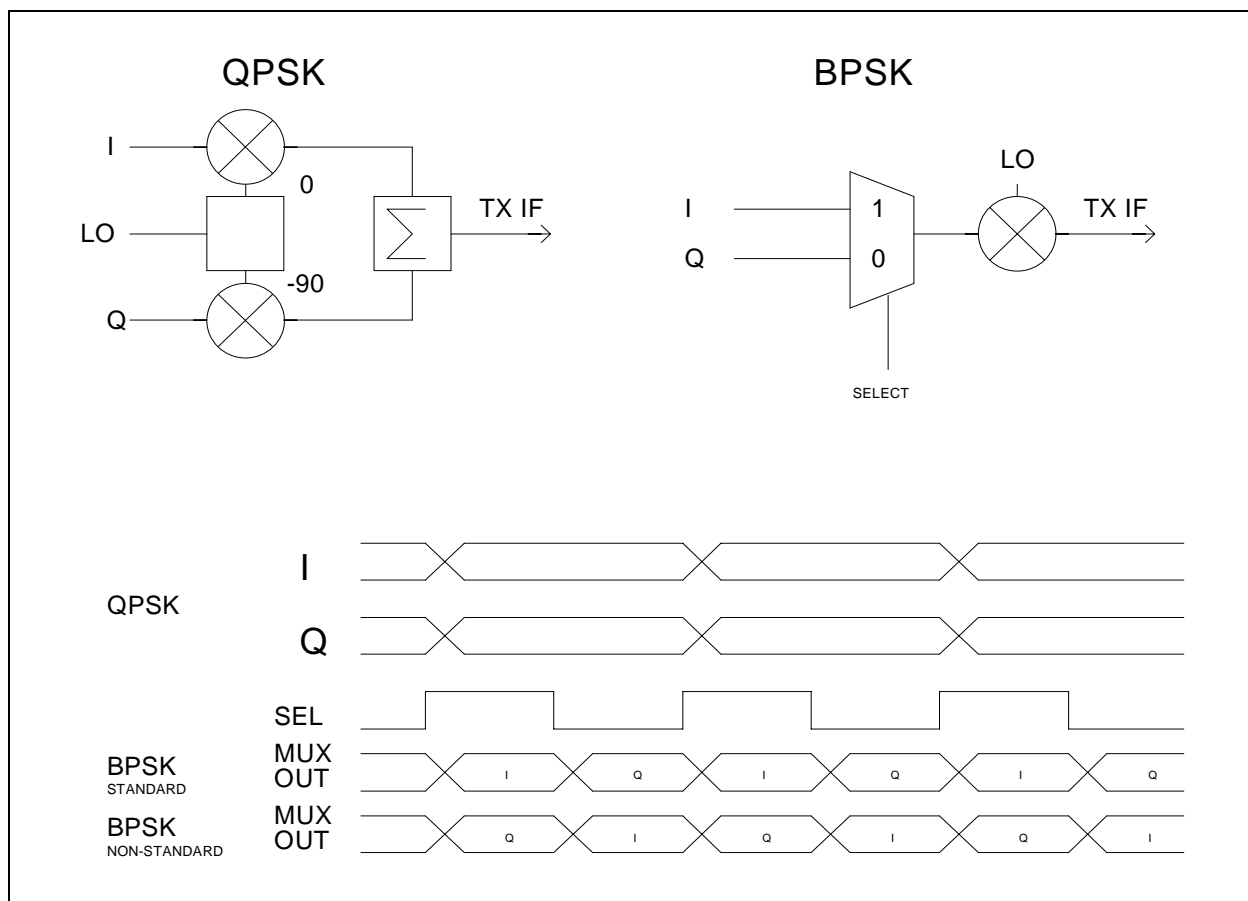 QPSK
I
0
LO
Σ
TX IF
-90
Q
BPSK
LO
I
1
TX IF
Q
0
SELECT
QPSK
I
Q
SEL
BPSK
STANDARD
MUX
OUT
I Q I Q I Q
BPSK
NON-STANDARD
MUX
OUT
Q I Q I Q I